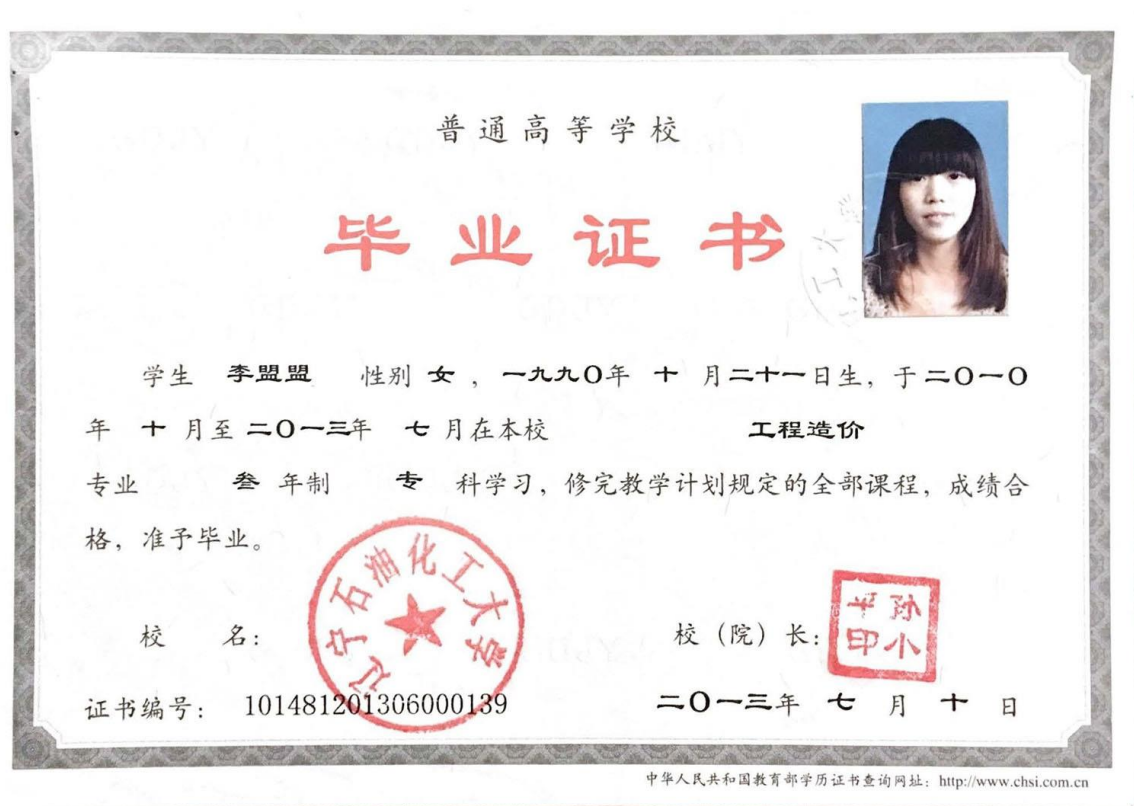 普通高等学校
毕业证书
学生 李盟盟 性别 女，一九九〇年 十 月二十一日生，于二〇一〇
年 十 月至二〇一三年 七 月在本校 工程造价
专业 叁 年制 专 科学习，修完教学计划规定的全部课程，成绩合
格，准予毕业。
辽宁石油化工大学
校 名： 校（院）长：
孙小平印
证书编号： 101481201306000139 二〇一三年 七 月 十 日
中华人民共和国教育部学历证书查询网址：http://www.chsi.com.cn